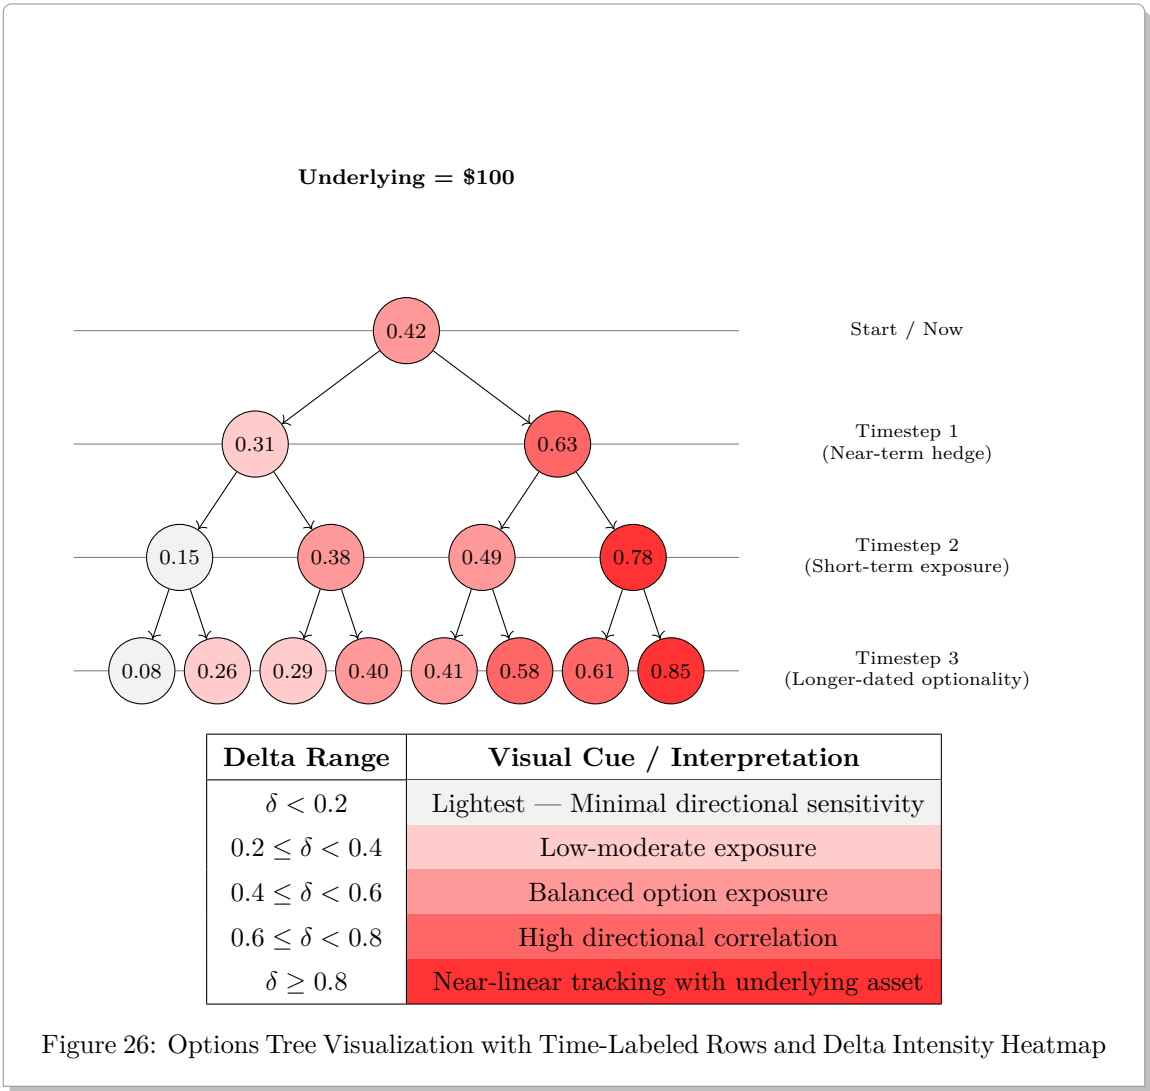 Underlying = $100
0.42
Start / Now
0.31
0.63
Timestep 1
(Near-term hedge)
0.15
0.38
0.49
0.78
Timestep 2
(Short-term exposure)
0.08
0.26
0.29
0.40
0.41
0.58
0.61
0.85
Timestep 3
(Longer-dated optionality)
Delta Range Visual Cue / Interpretation
δ < 0.2 Lightest — Minimal directional sensitivity
0.2 ≤ δ < 0.4 Low-moderate exposure
0.4 ≤ δ < 0.6 Balanced option exposure
0.6 ≤ δ < 0.8 High directional correlation
δ ≥ 0.8 Near-linear tracking with underlying asset
Figure 26: Options Tree Visualization with Time-Labeled Rows and Delta Intensity Heatmap